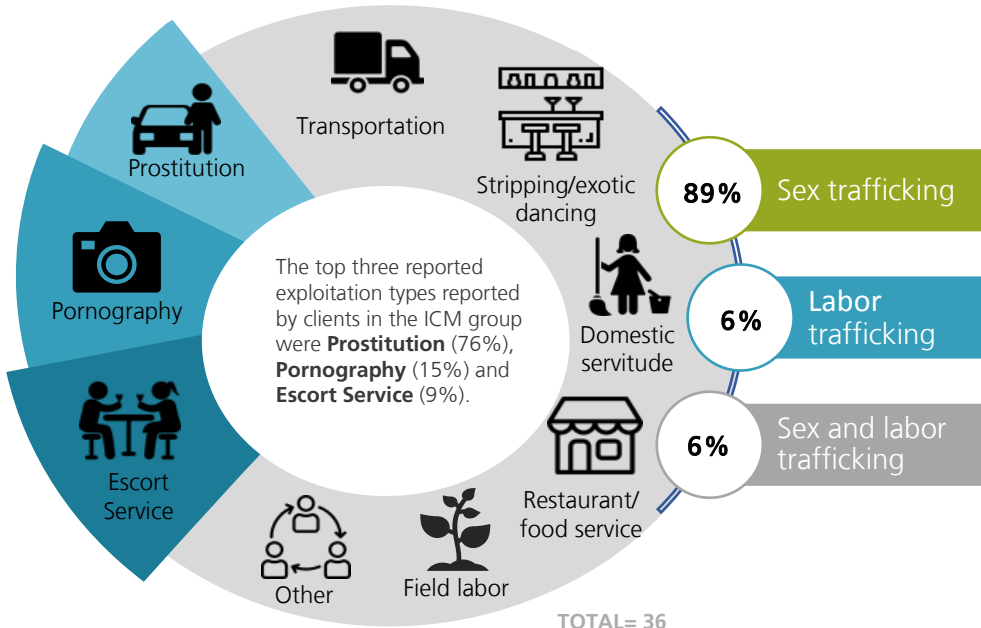 Prostitution
Pornography
Escort
Service
Transportation
Stripping/exotic
dancing
Domestic
servitude
Restaurant/
food service
Field labor
Other
The top three reported
exploitation types reported
by clients in the ICM group
were Prostitution (76%),
Pornography (15%) and
Escort Service (9%).
89%
Sex trafficking
6%
Labor
trafficking
6%
Sex and labor
trafficking
TOTAL= 36